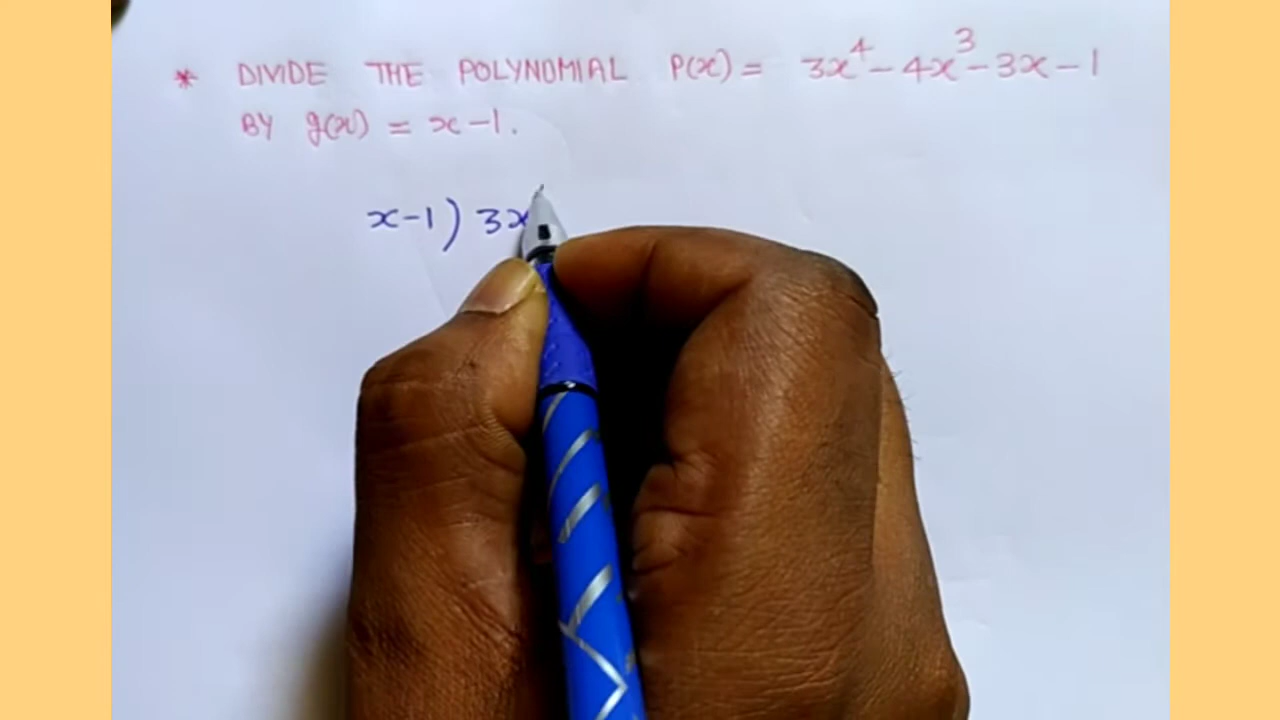 * DIVIDE THE POLYNOMIAL P(x) = 3x⁴ - 4x³ - 3x - 1
BY g(x) = x - 1.
x - 1 ) 3x